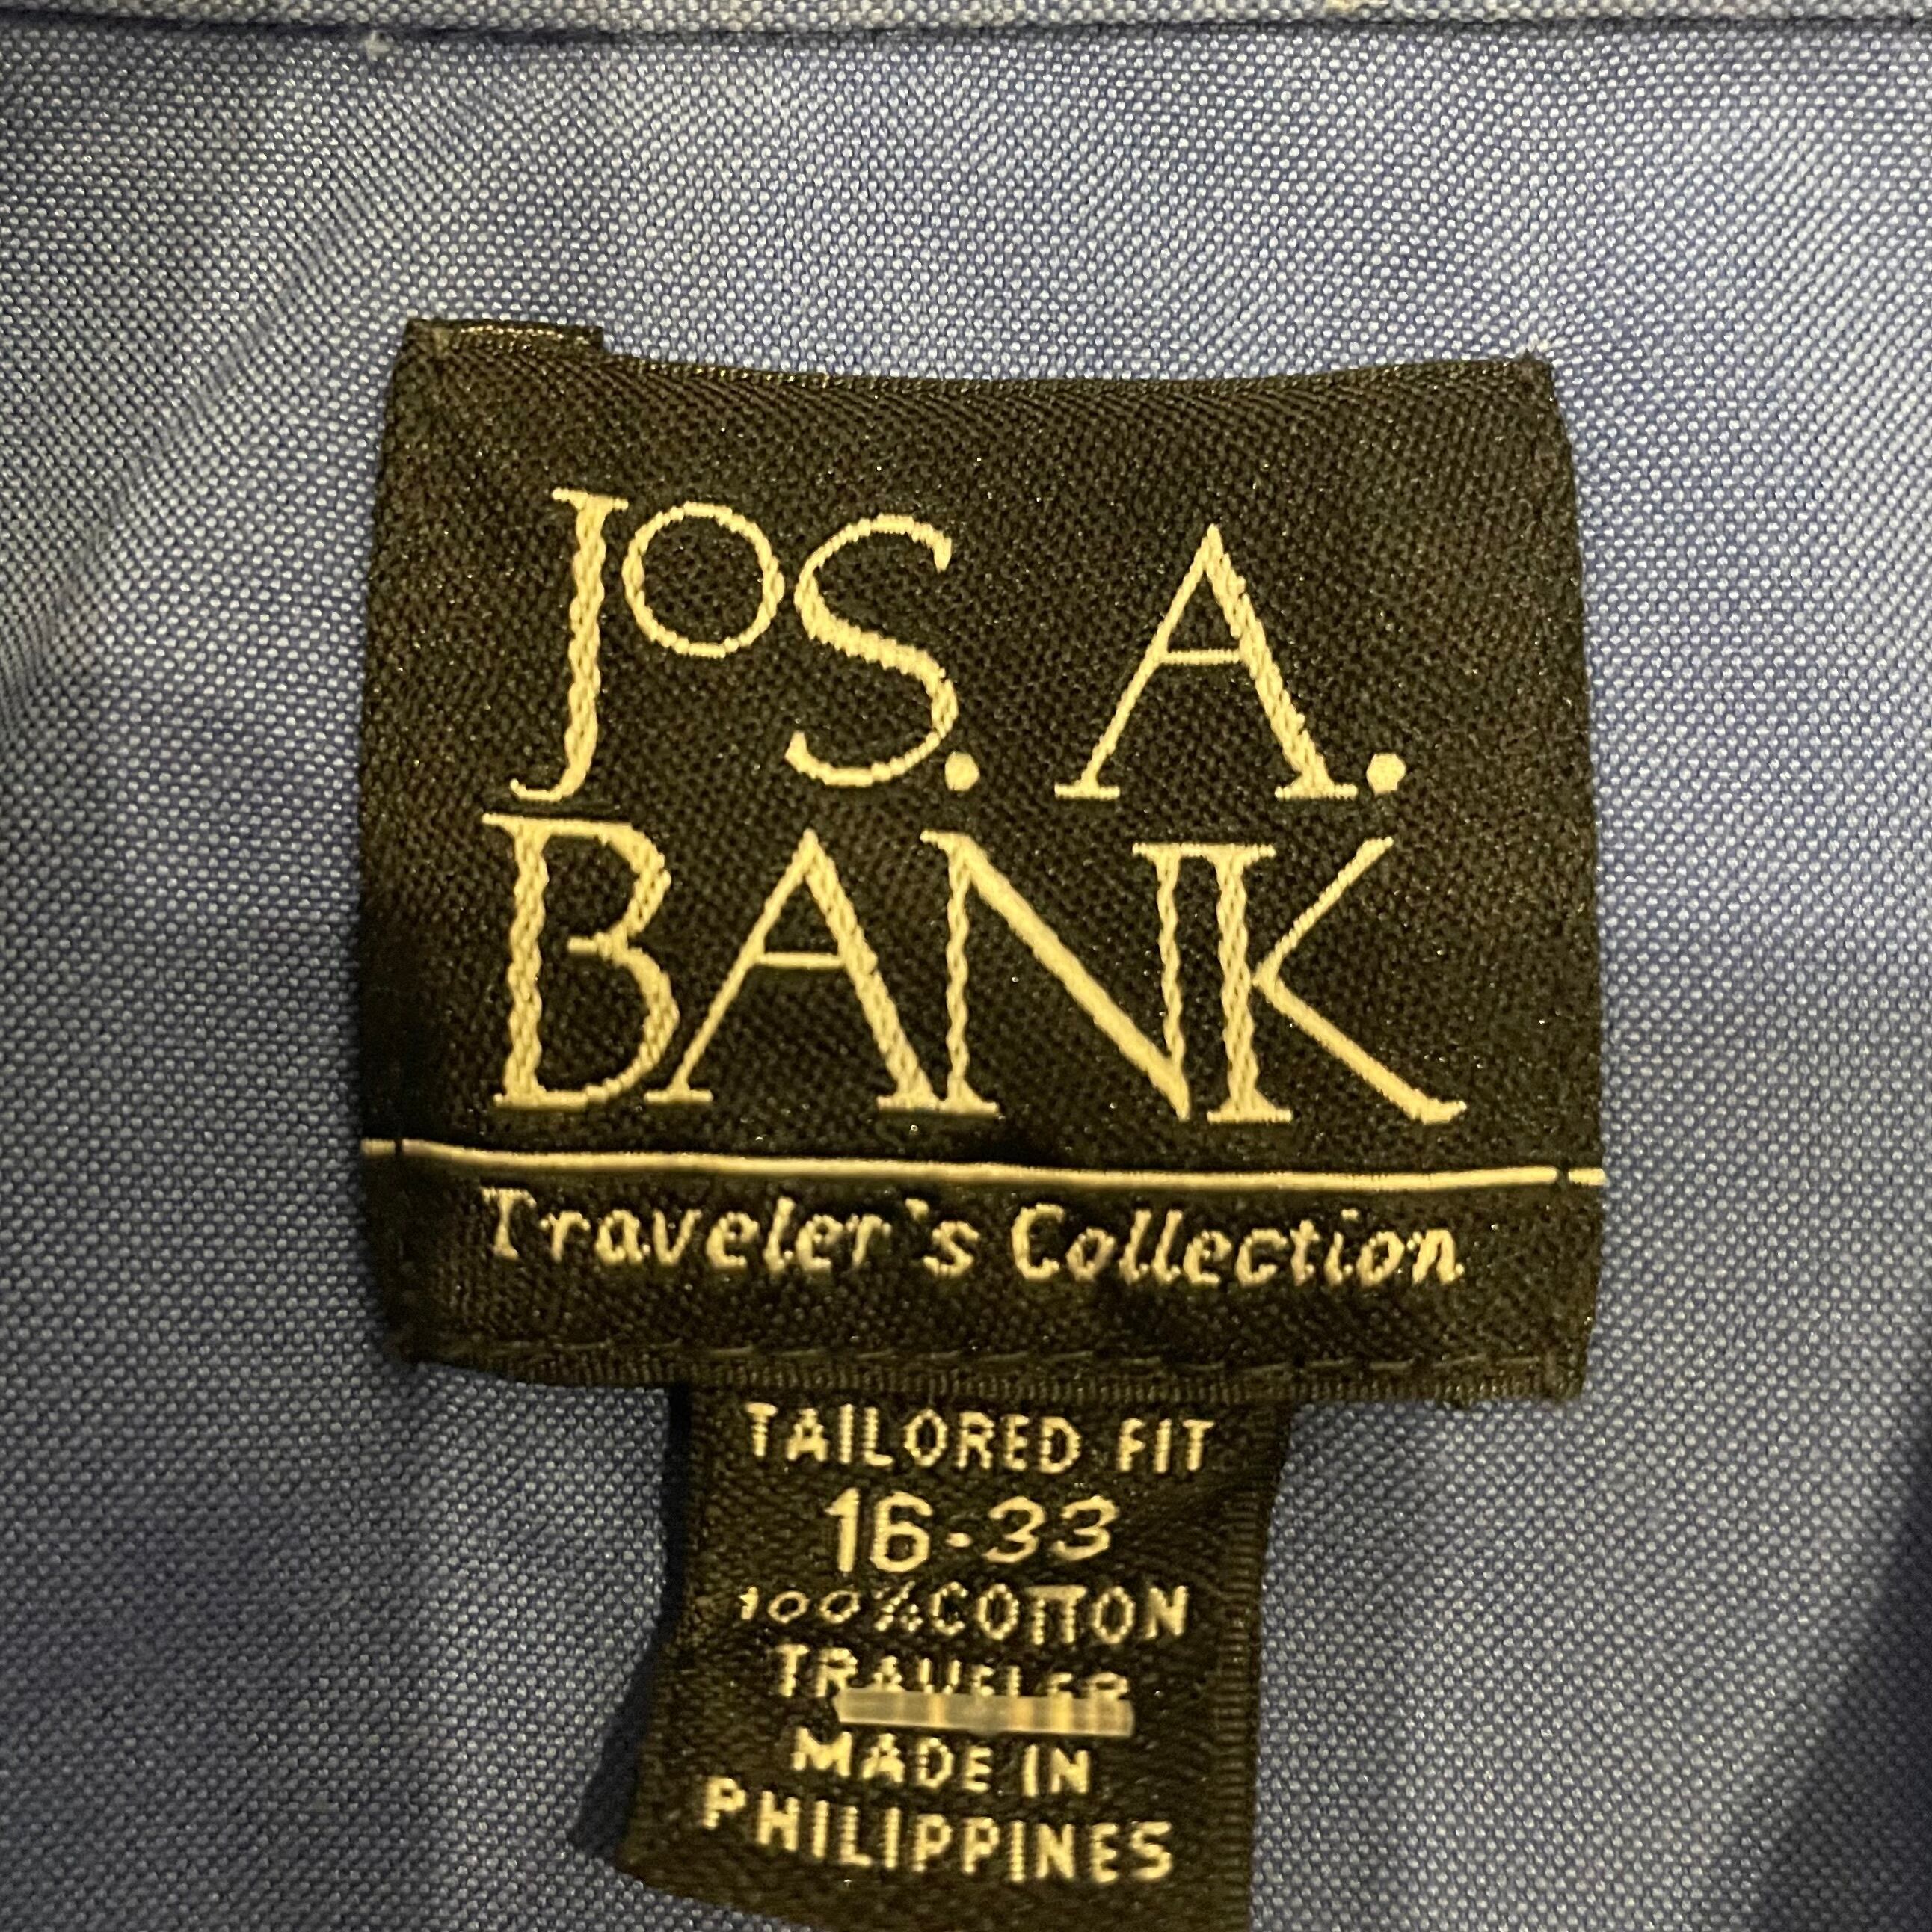 JoS. A.
BANK
Traveler's Collection
TAILORED FIT
16-33
100%COTTON
TRAVELER
MADE IN
PHILIPPINES